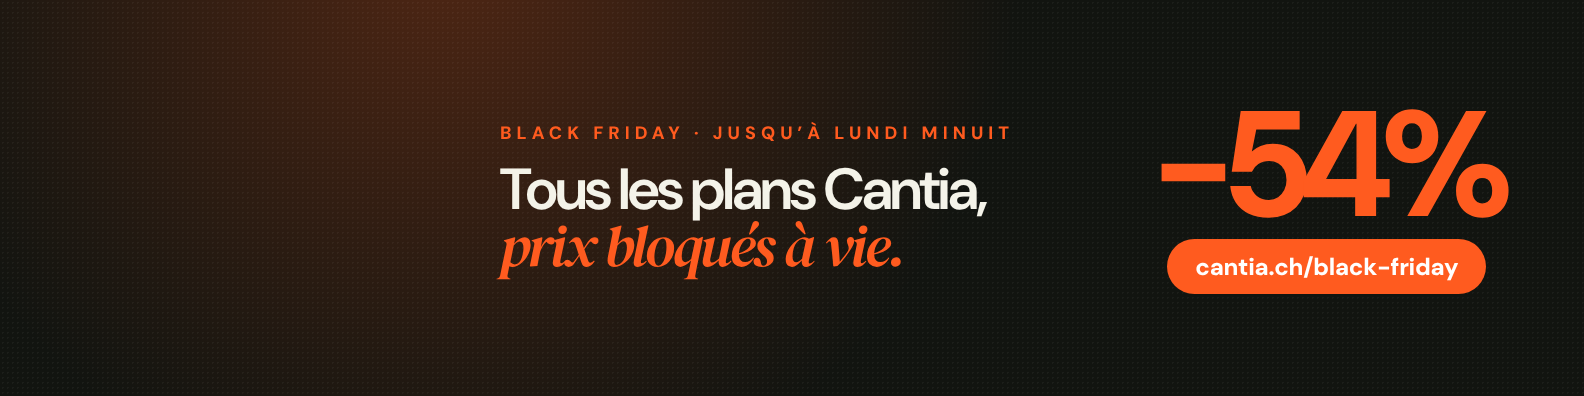 BLACK FRIDAY · JUSQU’À LUNDI MINUIT
Tous les plans Cantia,
prix bloqués à vie.
–54%
cantia.ch/black-friday